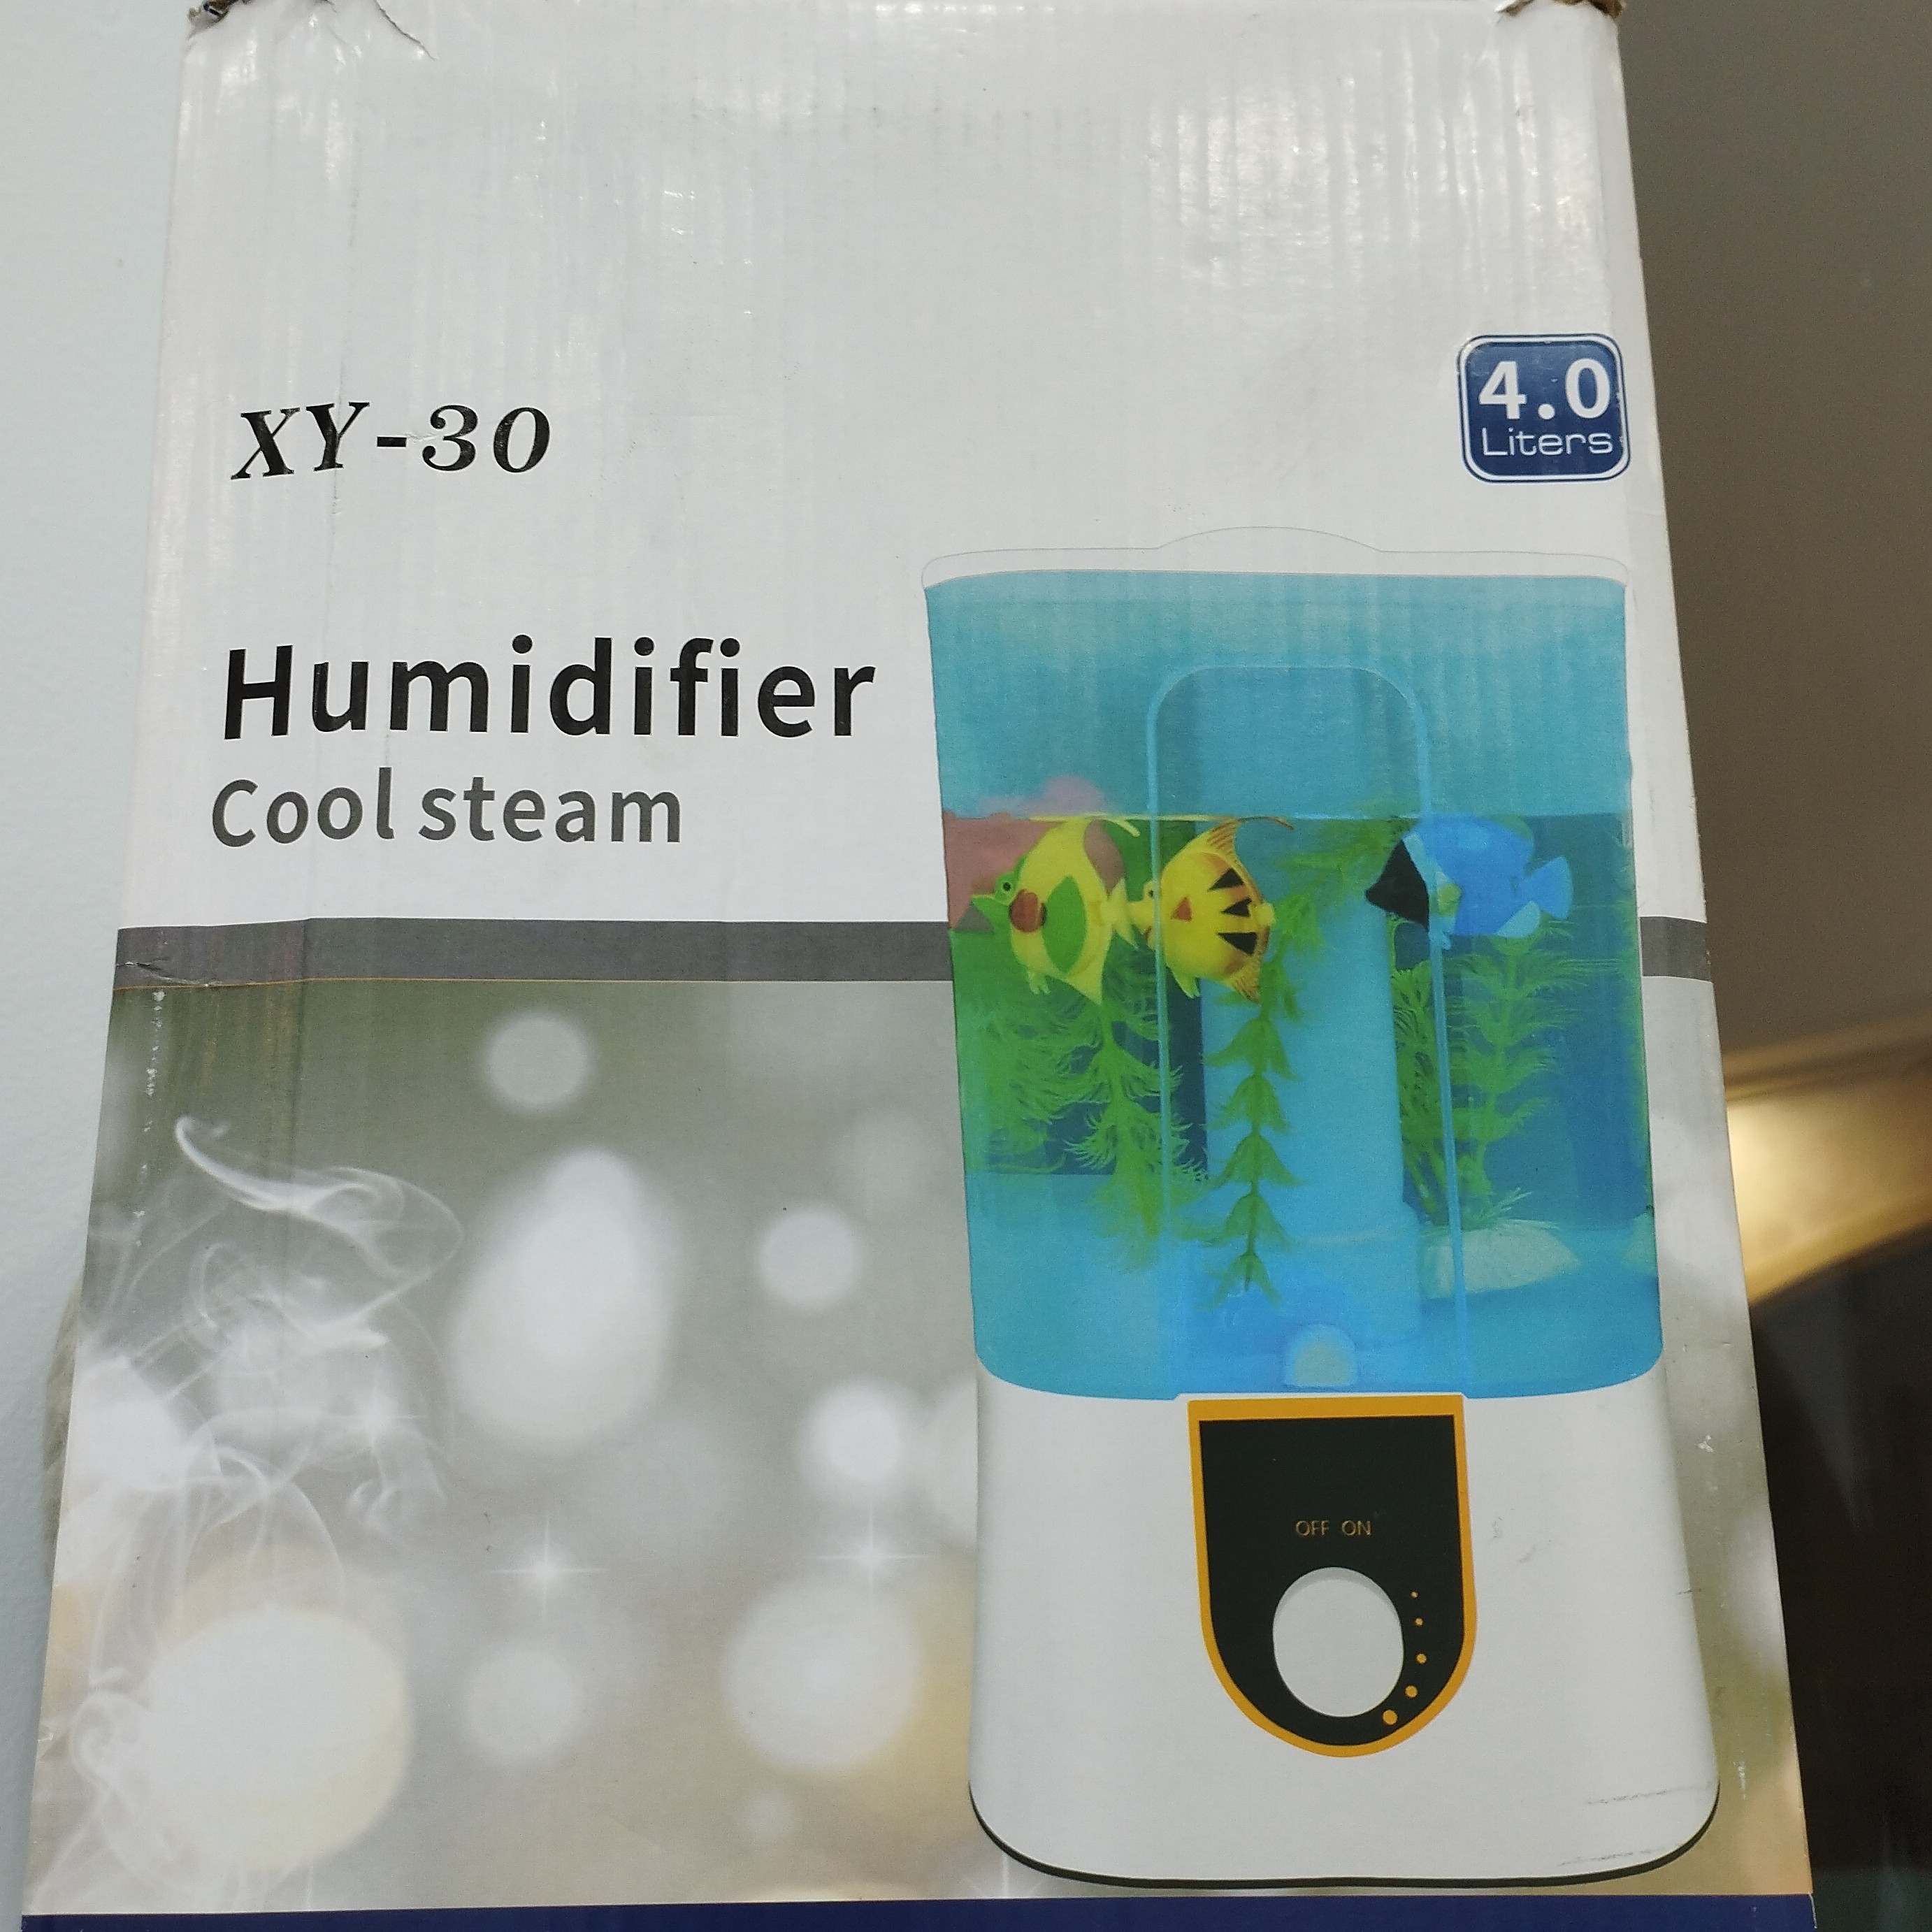 4.0
Liters
XY-30
Humidifier
Cool steam
OFF ON